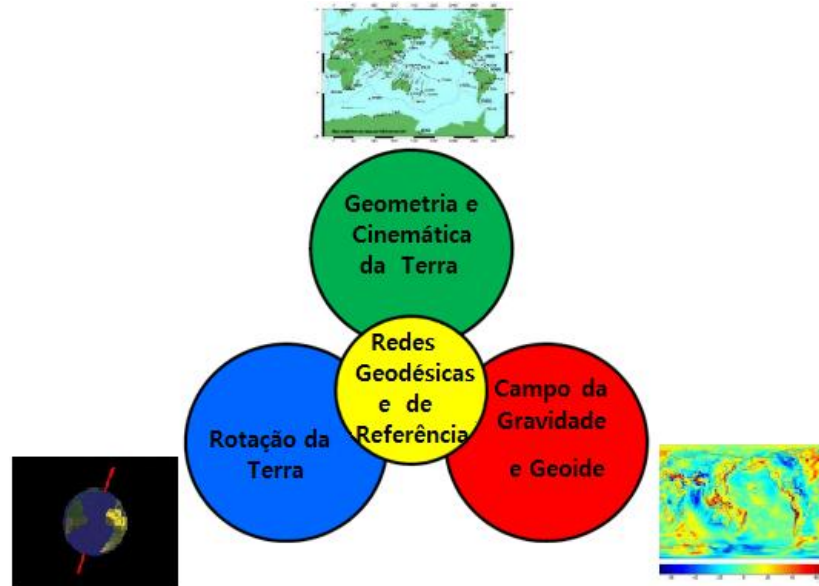 Geometria e
Cinemática
da Terra
Redes
Geodésicas
e de
Referência
Rotação da
Terra
Campo da
Gravidade
e Geoide